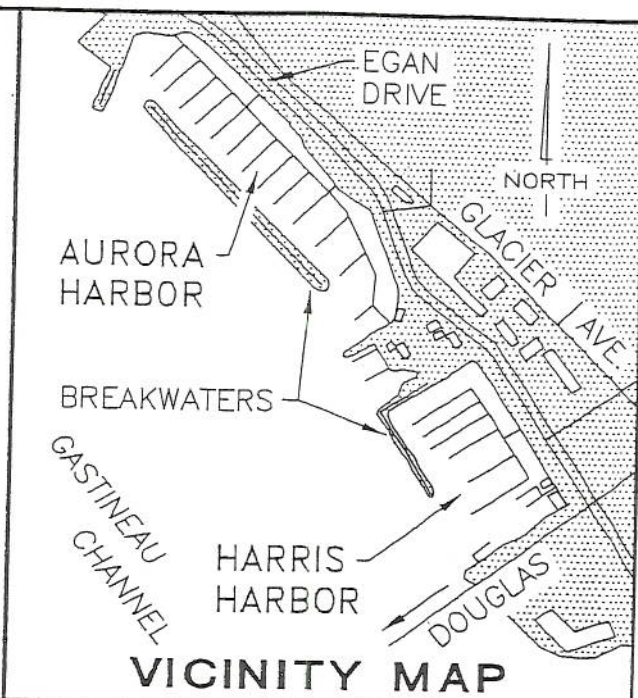 EGAN
DRIVE
NORTH
GLACIER AVE.
AURORA
HARBOR
BREAKWATERS
GASTINEAU
CHANNEL
HARRIS
HARBOR
DOUGLAS
VICINITY MAP